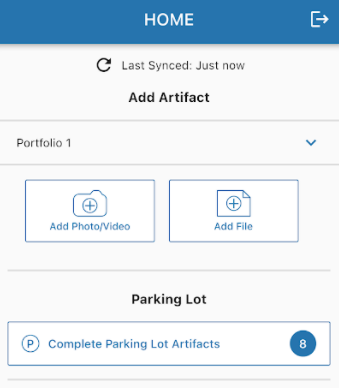 HOME
Last Synced: Just now
Add Artifact
Portfolio 1
Add Photo/Video
Add File
Parking Lot
P Complete Parking Lot Artifacts 8